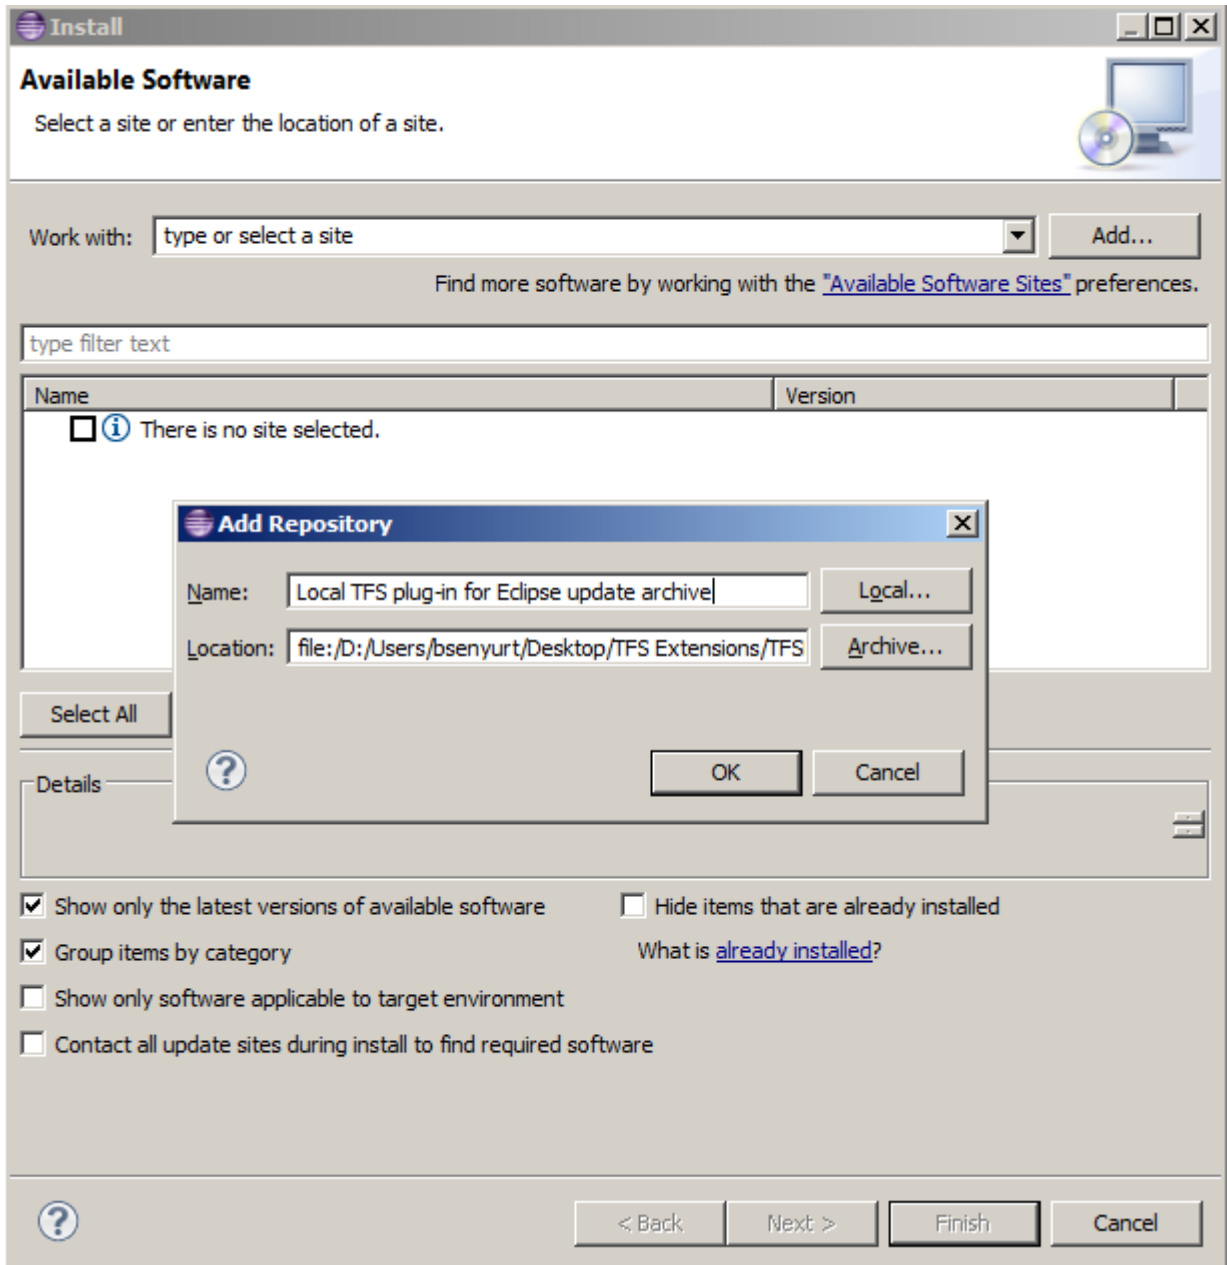 Install
Available Software
Select a site or enter the location of a site.
Work with: type or select a site Add...
Find more software by working with the "Available Software Sites" preferences.
type filter text
Name Version
There is no site selected.
Add Repository
Name: Local TFS plug-in for Eclipse update archive Local...
Location: file:/D:/Users/bsenyurt/Desktop/TFS Extensions/TFS Archive...
Select All
OK Cancel
Details
Show only the latest versions of available software Hide items that are already installed
Group items by category What is already installed?
Show only software applicable to target environment
Contact all update sites during install to find required software
< Back Next > Finish Cancel